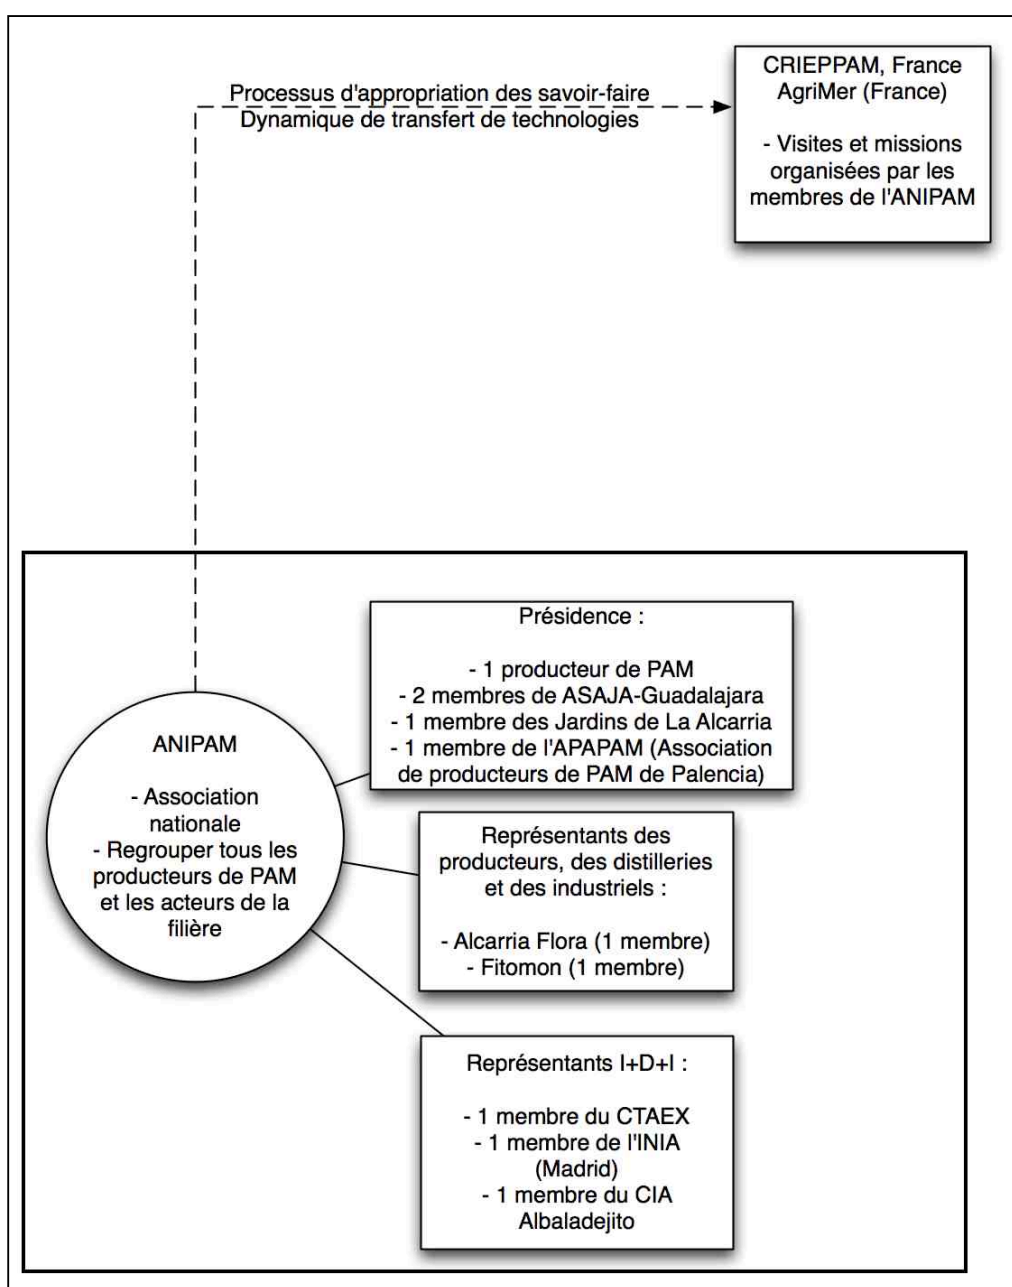 Processus d'appropriation des savoir-faire
Dynamique de transfert de technologies
CRIEPPAM, France
AgriMer (France)
- Visites et missions
organisées par les
membres de l'ANIPAM
Présidence :
- 1 producteur de PAM
- 2 membres de ASAJA-Guadalajara
- 1 membre des Jardins de La Alcarria
- 1 membre de l'APAPAM (Association
de producteurs de PAM de Palencia)
ANIPAM
- Association
nationale
- Regrouper tous les
producteurs de PAM
et les acteurs de la
filière
Représentants des
producteurs, des distilleries
et des industriels :
- Alcarria Flora (1 membre)
- Fitomon (1 membre)
Représentants I+D+I :
- 1 membre du CTAEX
- 1 membre de l'INIA
(Madrid)
- 1 membre du CIA
Albaladejito